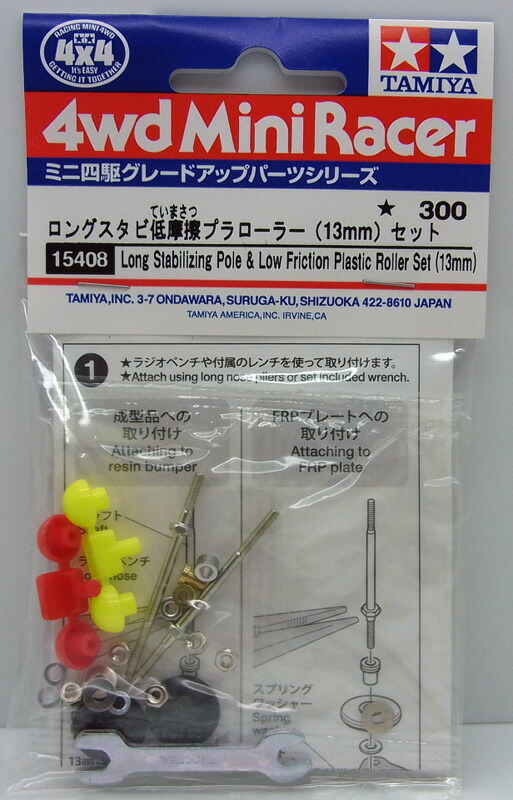 RACING MINI4WD
4x4
It's EASY
GETTING IT TOGETHER
TAMIYA
4wd Mini Racer
ミニ四駆グレードアップパーツシリーズ
★ 300
ていまさつ
ロングスタビ低摩擦プラローラー（13mm）セット
15408 Long Stabilizing Pole & Low Friction Plastic Roller Set (13mm)
TAMIYA,INC. 3-7 ONDAWARA,SURUGA-KU,SHIZUOKA 422-8610 JAPAN
TAMIYA AMERICA,INC. IRVINE,CA
1
★ラジオペンチや付属のレンチを使って取り付けます。
★Attach using long nose pliers or set included wrench.
成型品への
取り付け
Attaching to
resin bumper
FRPプレートへの
取り付け
Attaching to
FRP plate
スプリング
ワッシャー
Spring
13mm